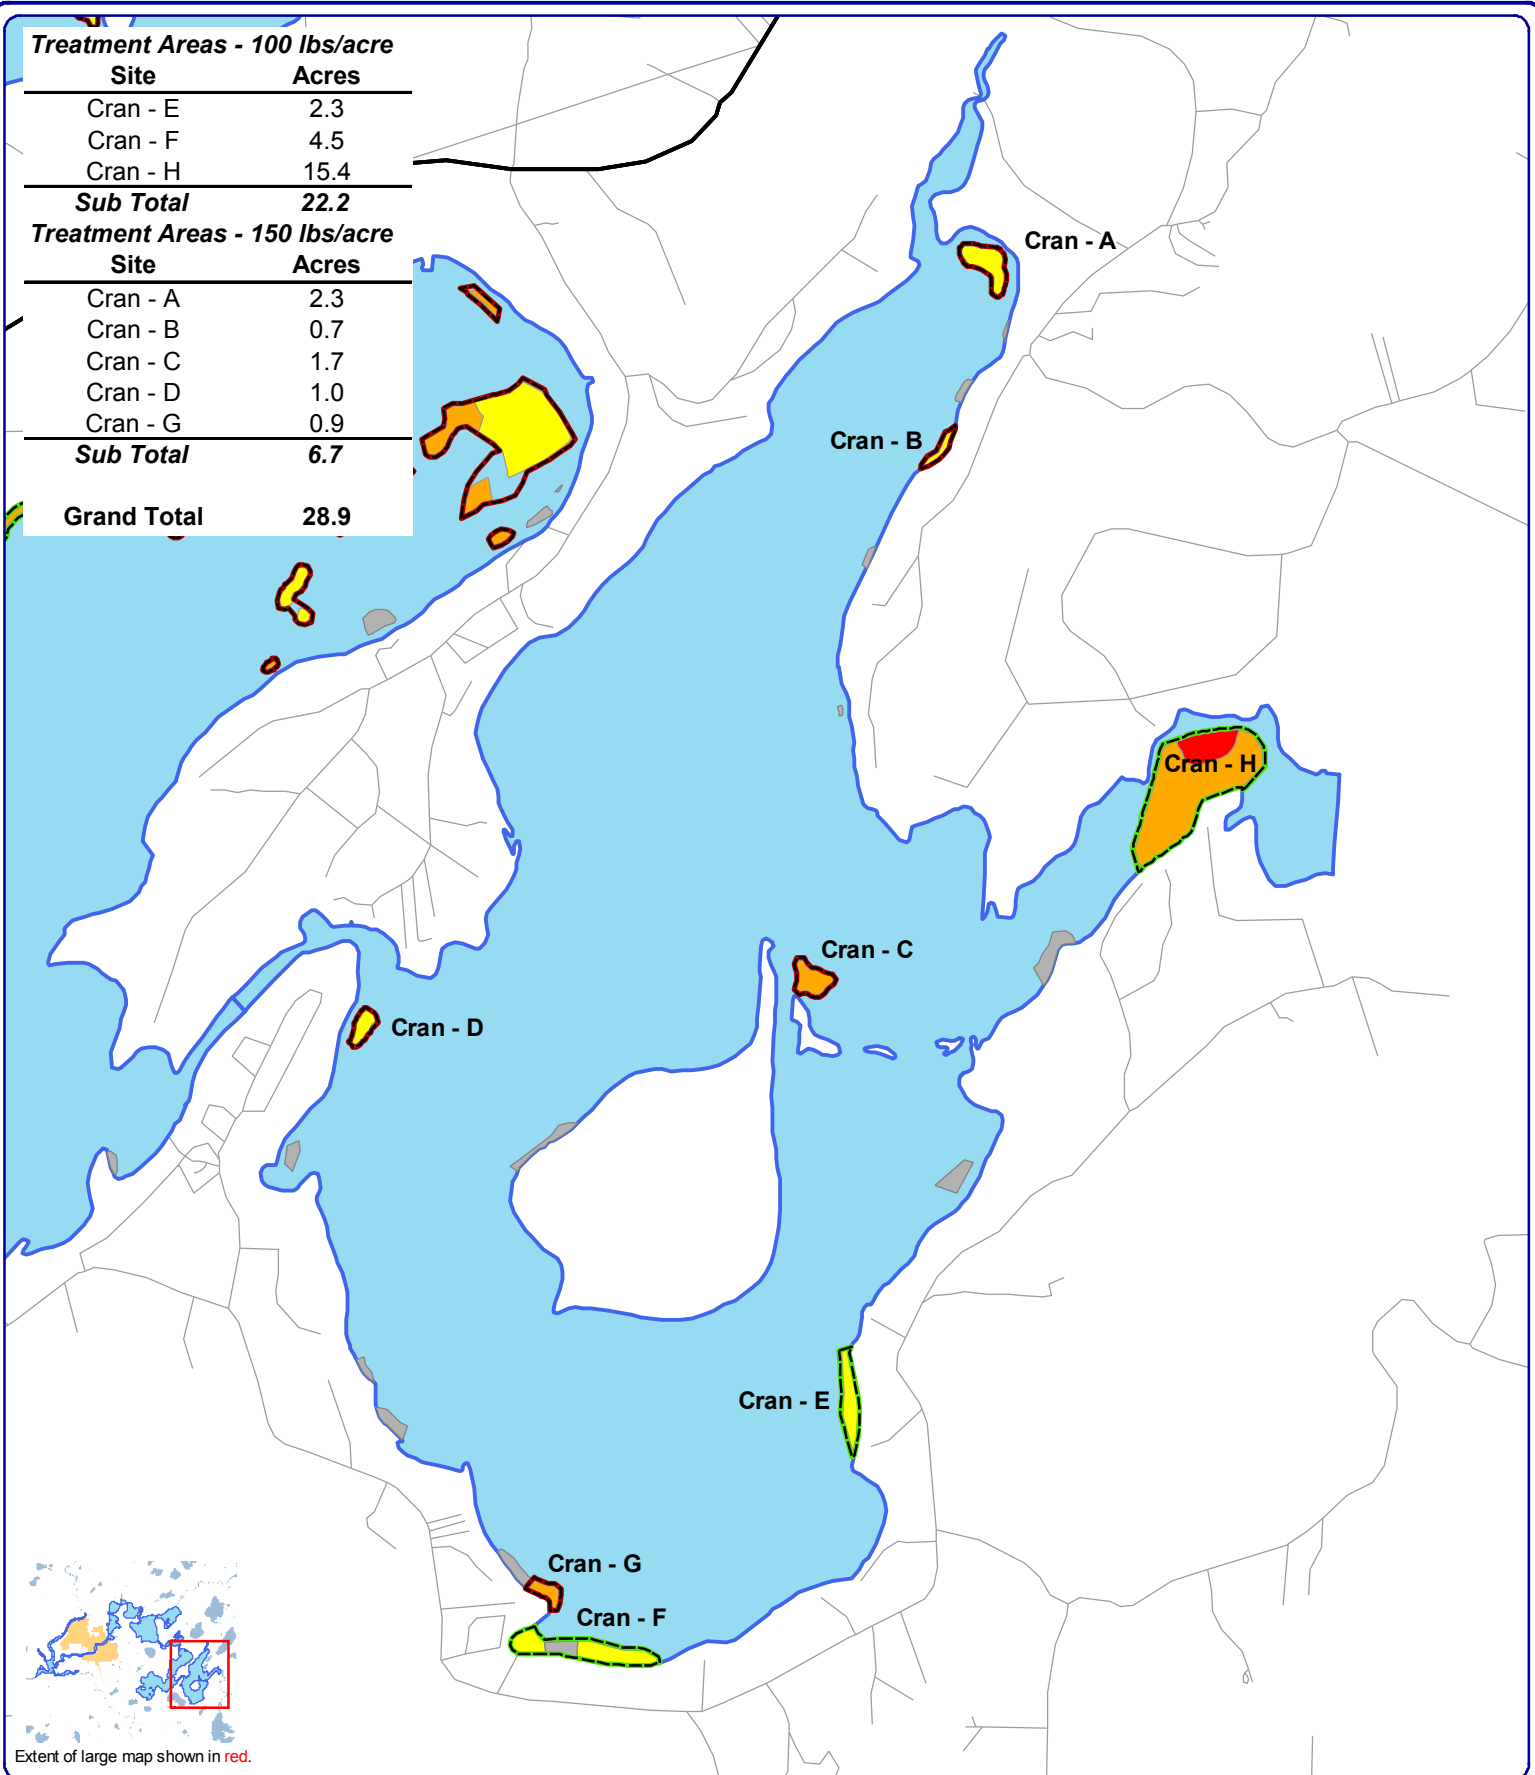 Treatment Areas - 100 lbs/acre
Site Acres
Cran - E 2.3
Cran - F 4.5
Cran - H 15.4
Sub Total 22.2
Treatment Areas - 150 lbs/acre
Site Acres
Cran - A 2.3
Cran - B 0.7
Cran - C 1.7
Cran - D 1.0
Cran - G 0.9
Sub Total 6.7
Grand Total 28.9
Cran - A
Cran - B
Cran - H
Cran - C
Cran - D
Cran - E
Cran - G
Cran - F
Extent of large map shown in red.